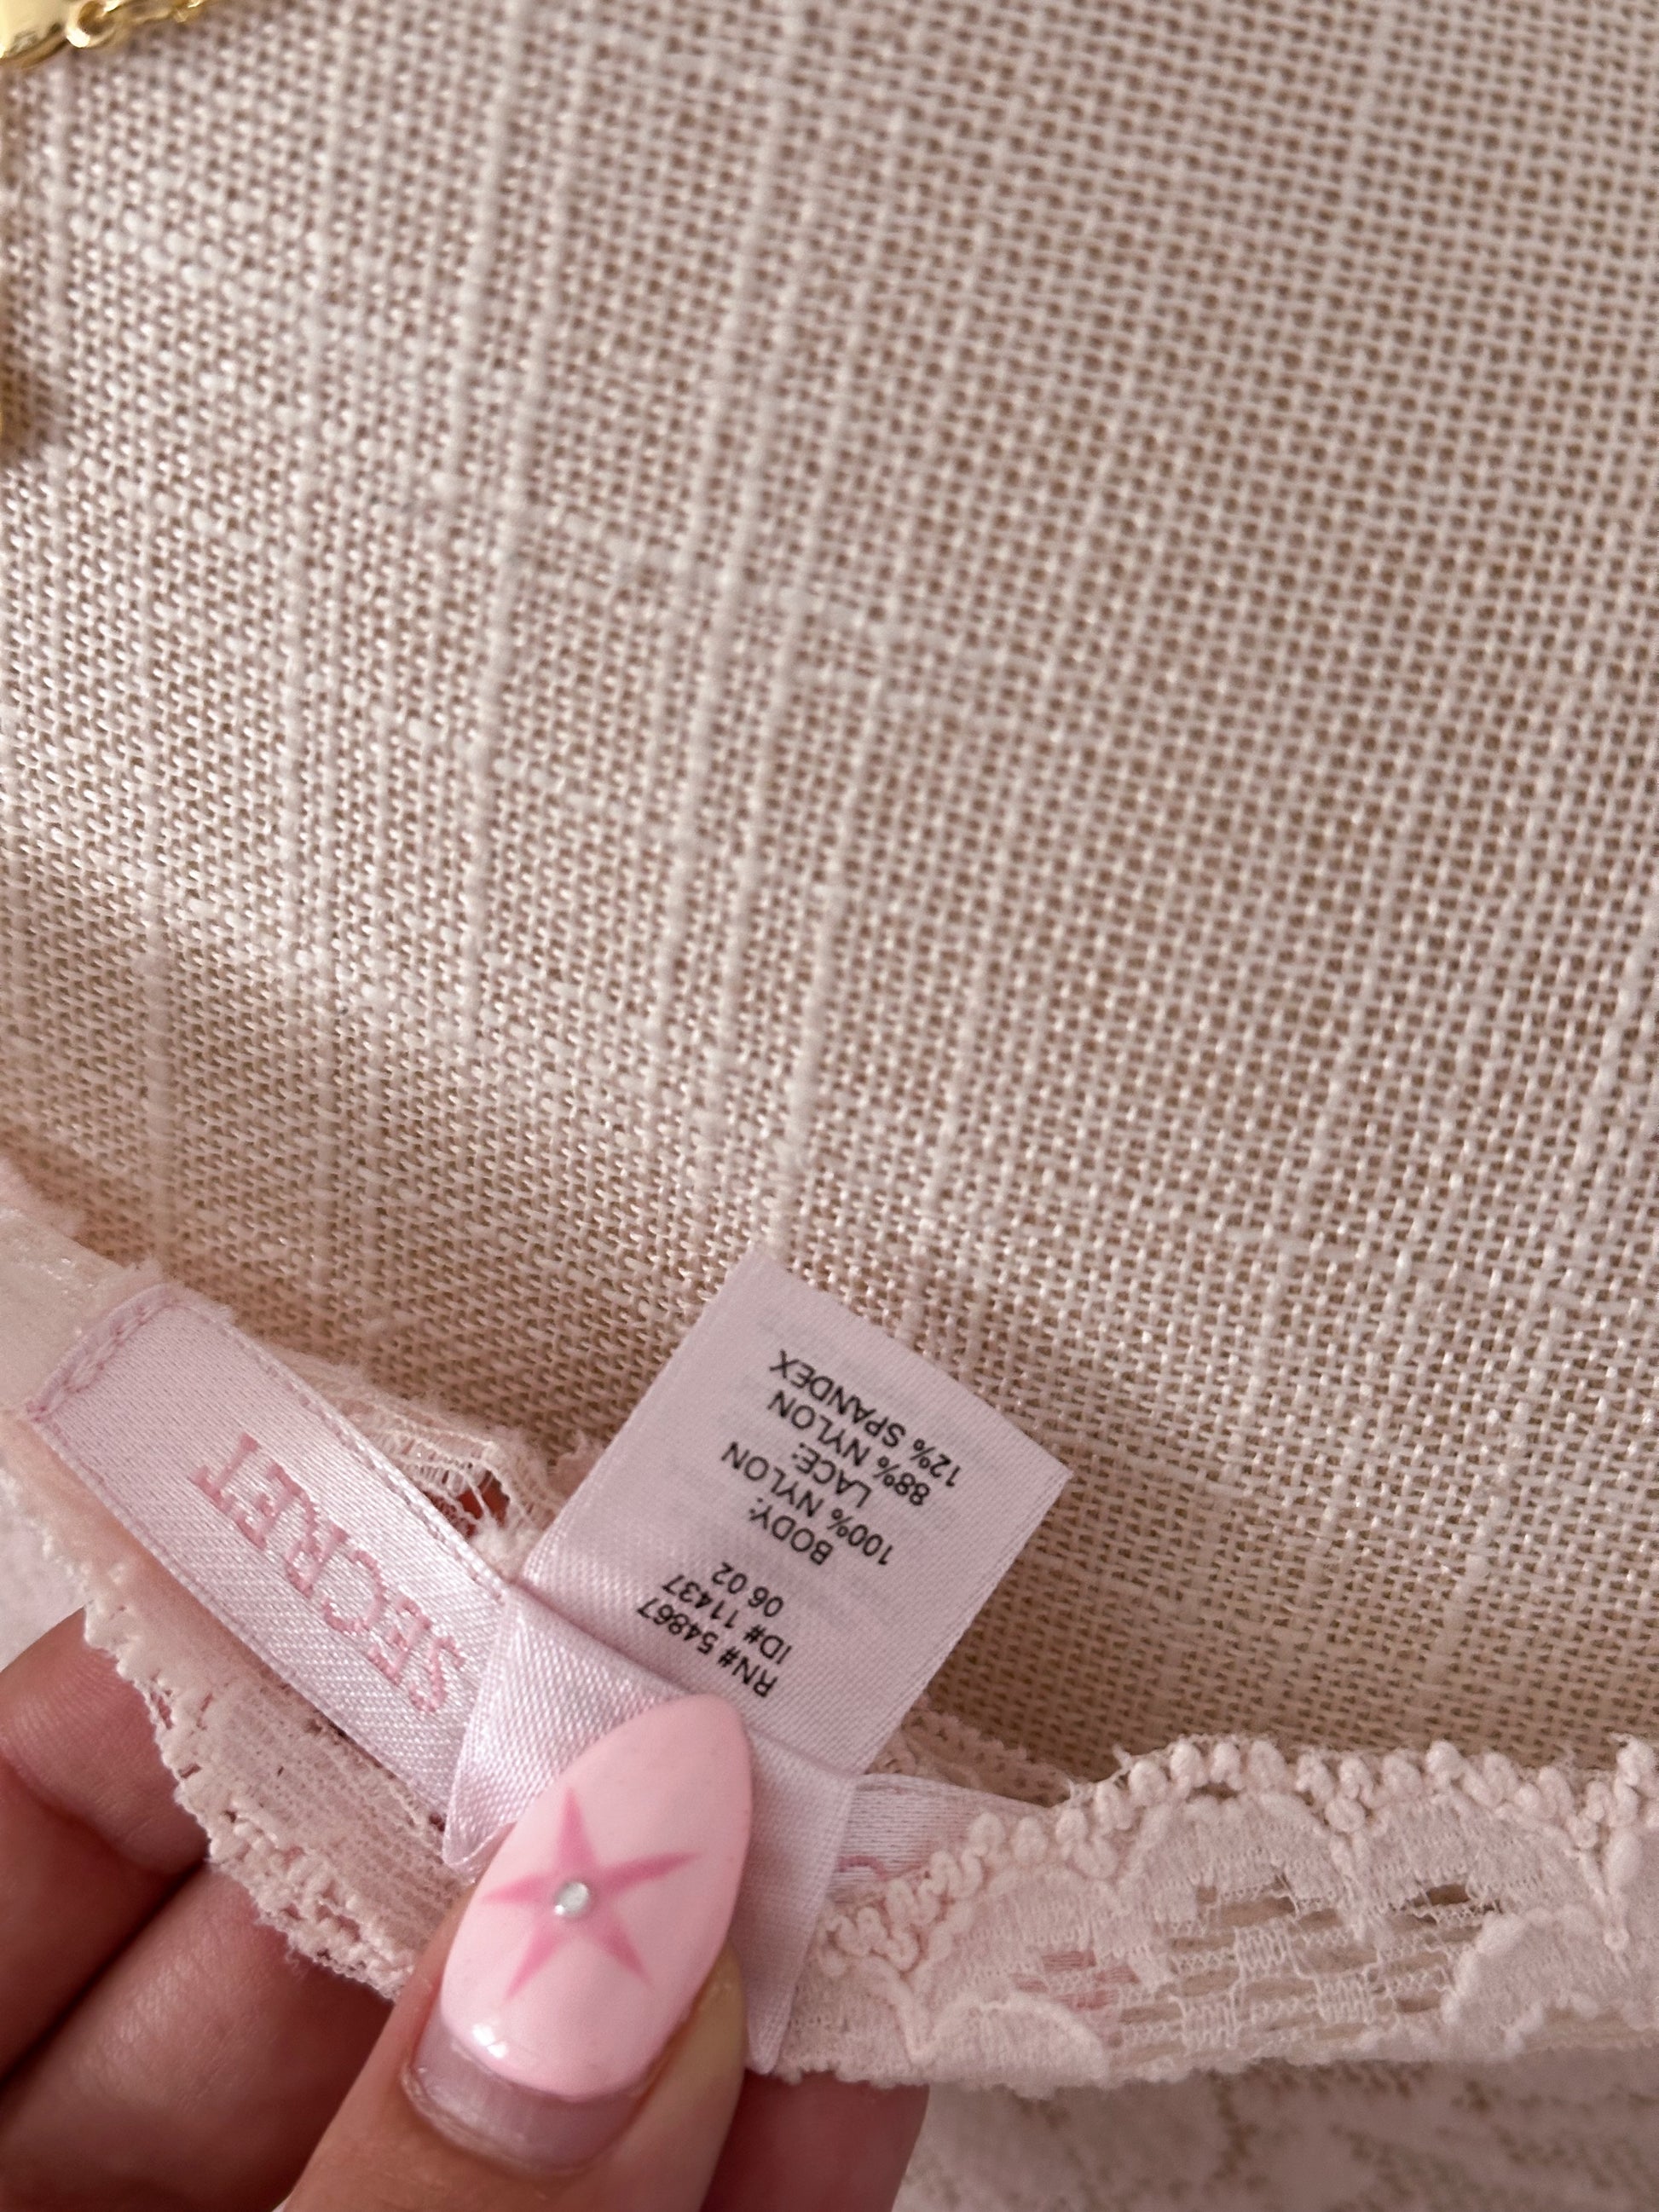 SECRET
RN# 54867
ID# 11437
06 02
BODY:
100% NYLON
LACE:
88% NYLON
12% SPANDEX